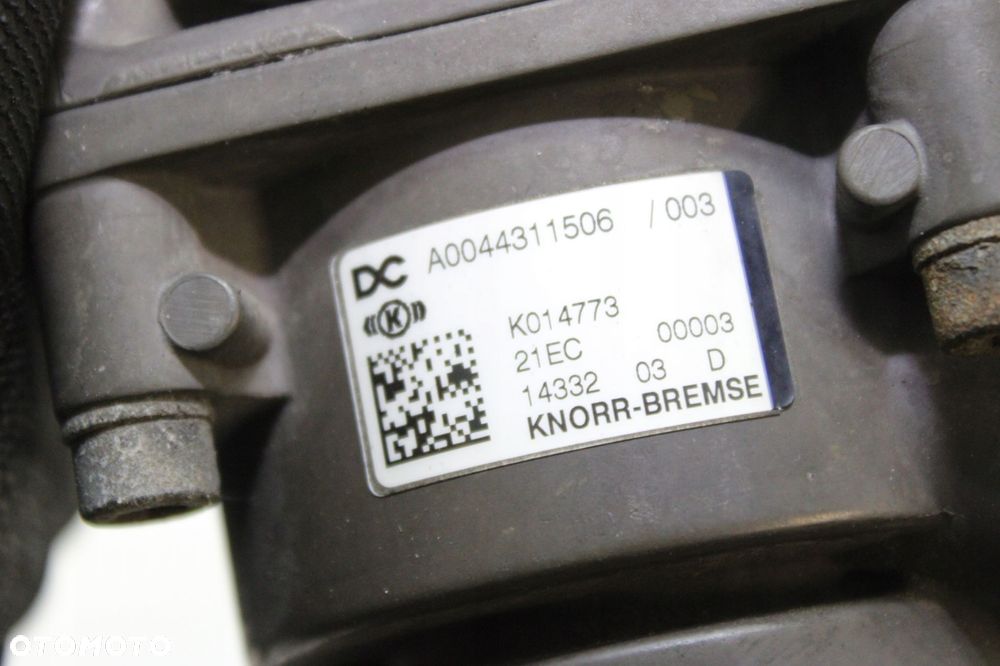 DC A0044311506 / 003
K
K014773
21EC 00003
14332 03 D
KNORR-BREMSE
OTOMOTO